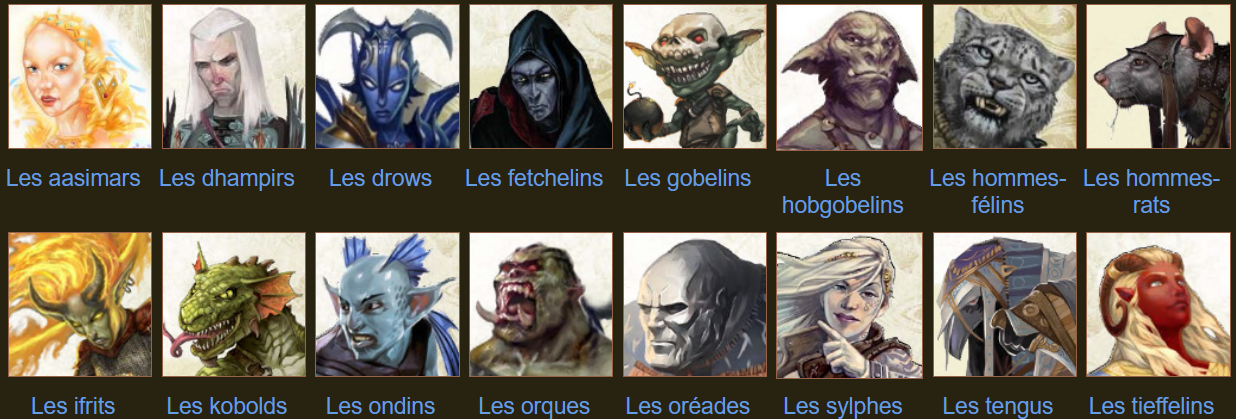 Les aasimars
Les dhampirs
Les drows
Les fetchelins
Les gobelins
Les
hobgobelins
Les hommes-
félins
Les hommes-
rats
Les ifrits
Les kobolds
Les ondins
Les orques
Les oréades
Les sylphes
Les tengus
Les tieffelins